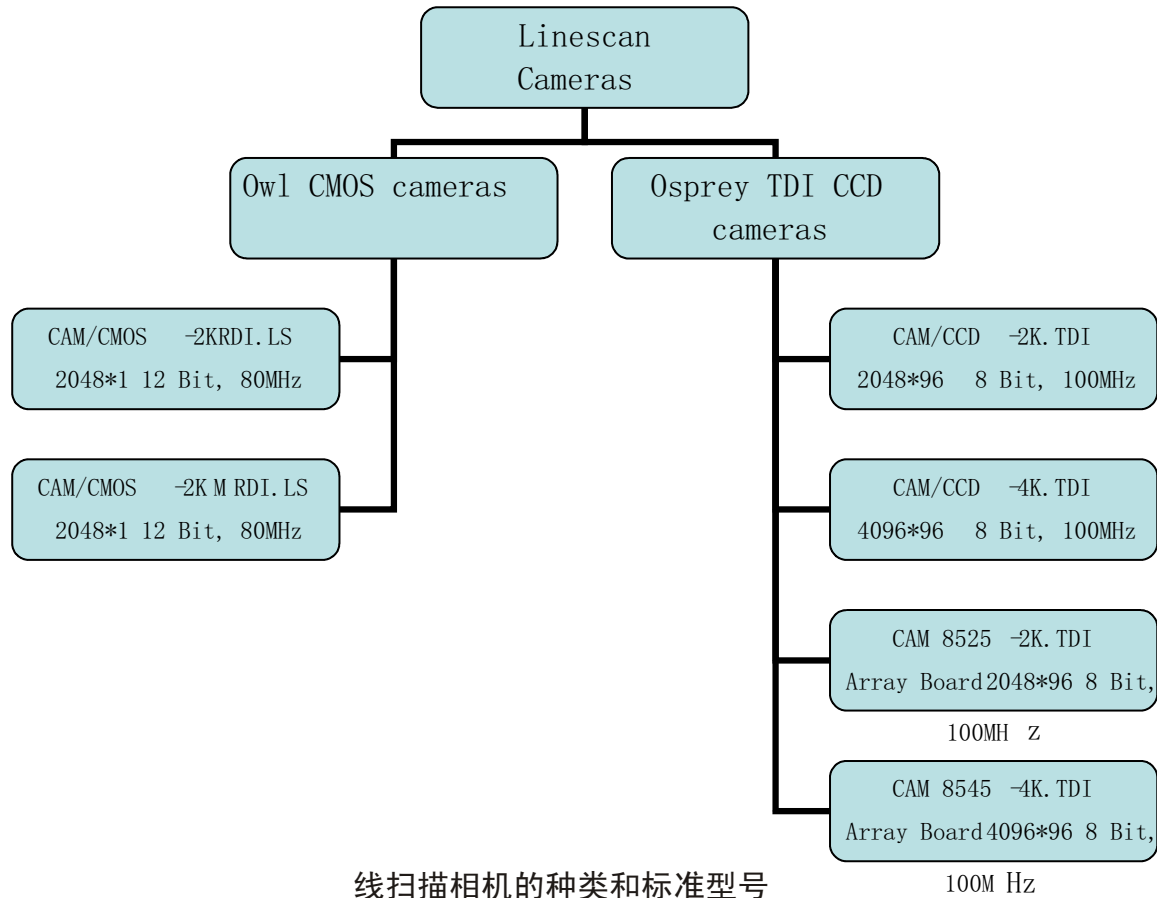 Linescan
Cameras
Owl CMOS cameras
Osprey TDI CCD
cameras
CAM/CMOS -2KRDI.LS
2048*1 12 Bit, 80MHz
CAM/CMOS -2K M RDI.LS
2048*1 12 Bit, 80MHz
CAM/CCD -2K.TDI
2048*96 8 Bit, 100MHz
CAM/CCD -4K.TDI
4096*96 8 Bit, 100MHz
CAM 8525 -2K.TDI
Array Board 2048*96 8 Bit,
100MH z
CAM 8545 -4K.TDI
Array Board 4096*96 8 Bit,
100M Hz
线扫描相机的种类和标准型号